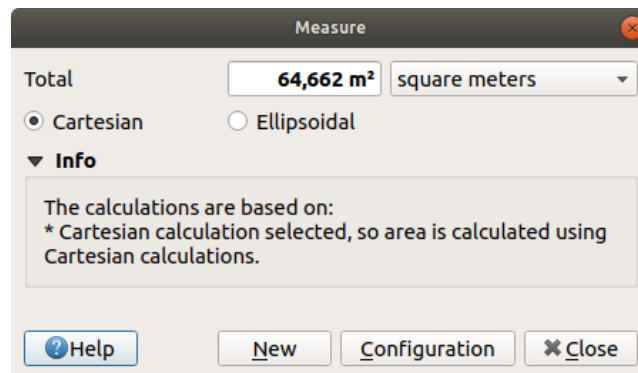 Measure
Total 64,662 m² square meters
Cartesian Ellipsoidal
Info
The calculations are based on:
* Cartesian calculation selected, so area is calculated using
Cartesian calculations.
Help New Configuration Close